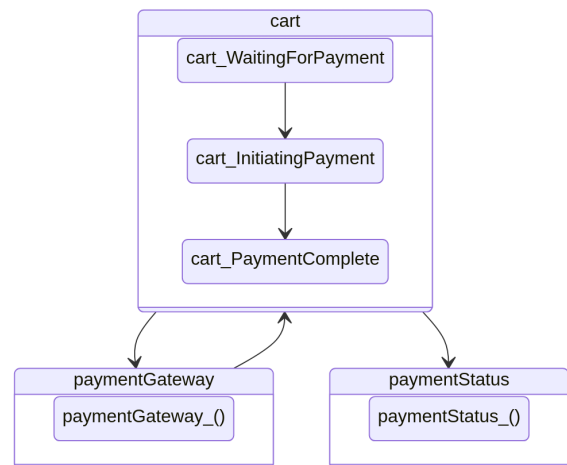 cart
cart_WaitingForPayment
cart_InitiatingPayment
cart_PaymentComplete
paymentGateway
paymentGateway_()
paymentStatus
paymentStatus_()